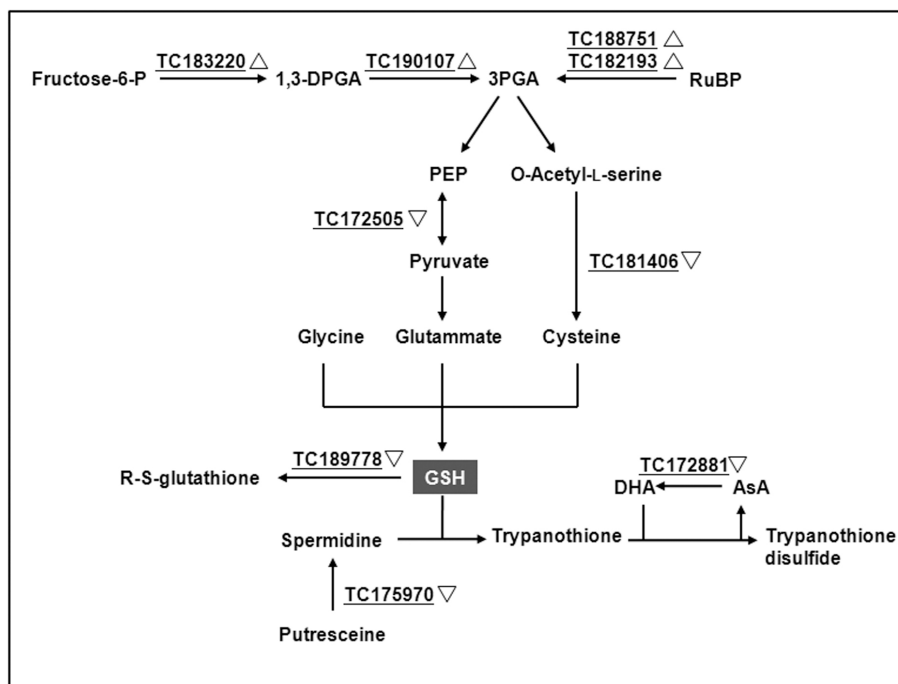 TC183220 △
TC190107 △
TC188751 △
TC182193 △
Fructose-6-P
1,3-DPGA
3PGA
RuBP
PEP
O-Acetyl-L-serine
TC172505 ▽
TC181406 ▽
Pyruvate
Glycine
Glutammate
Cysteine
TC189778 ▽
R-S-glutathione
GSH
TC172881 ▽
DHA
AsA
Spermidine
Trypanothione
Trypanothione
disulfide
TC175970 ▽
Putresceine